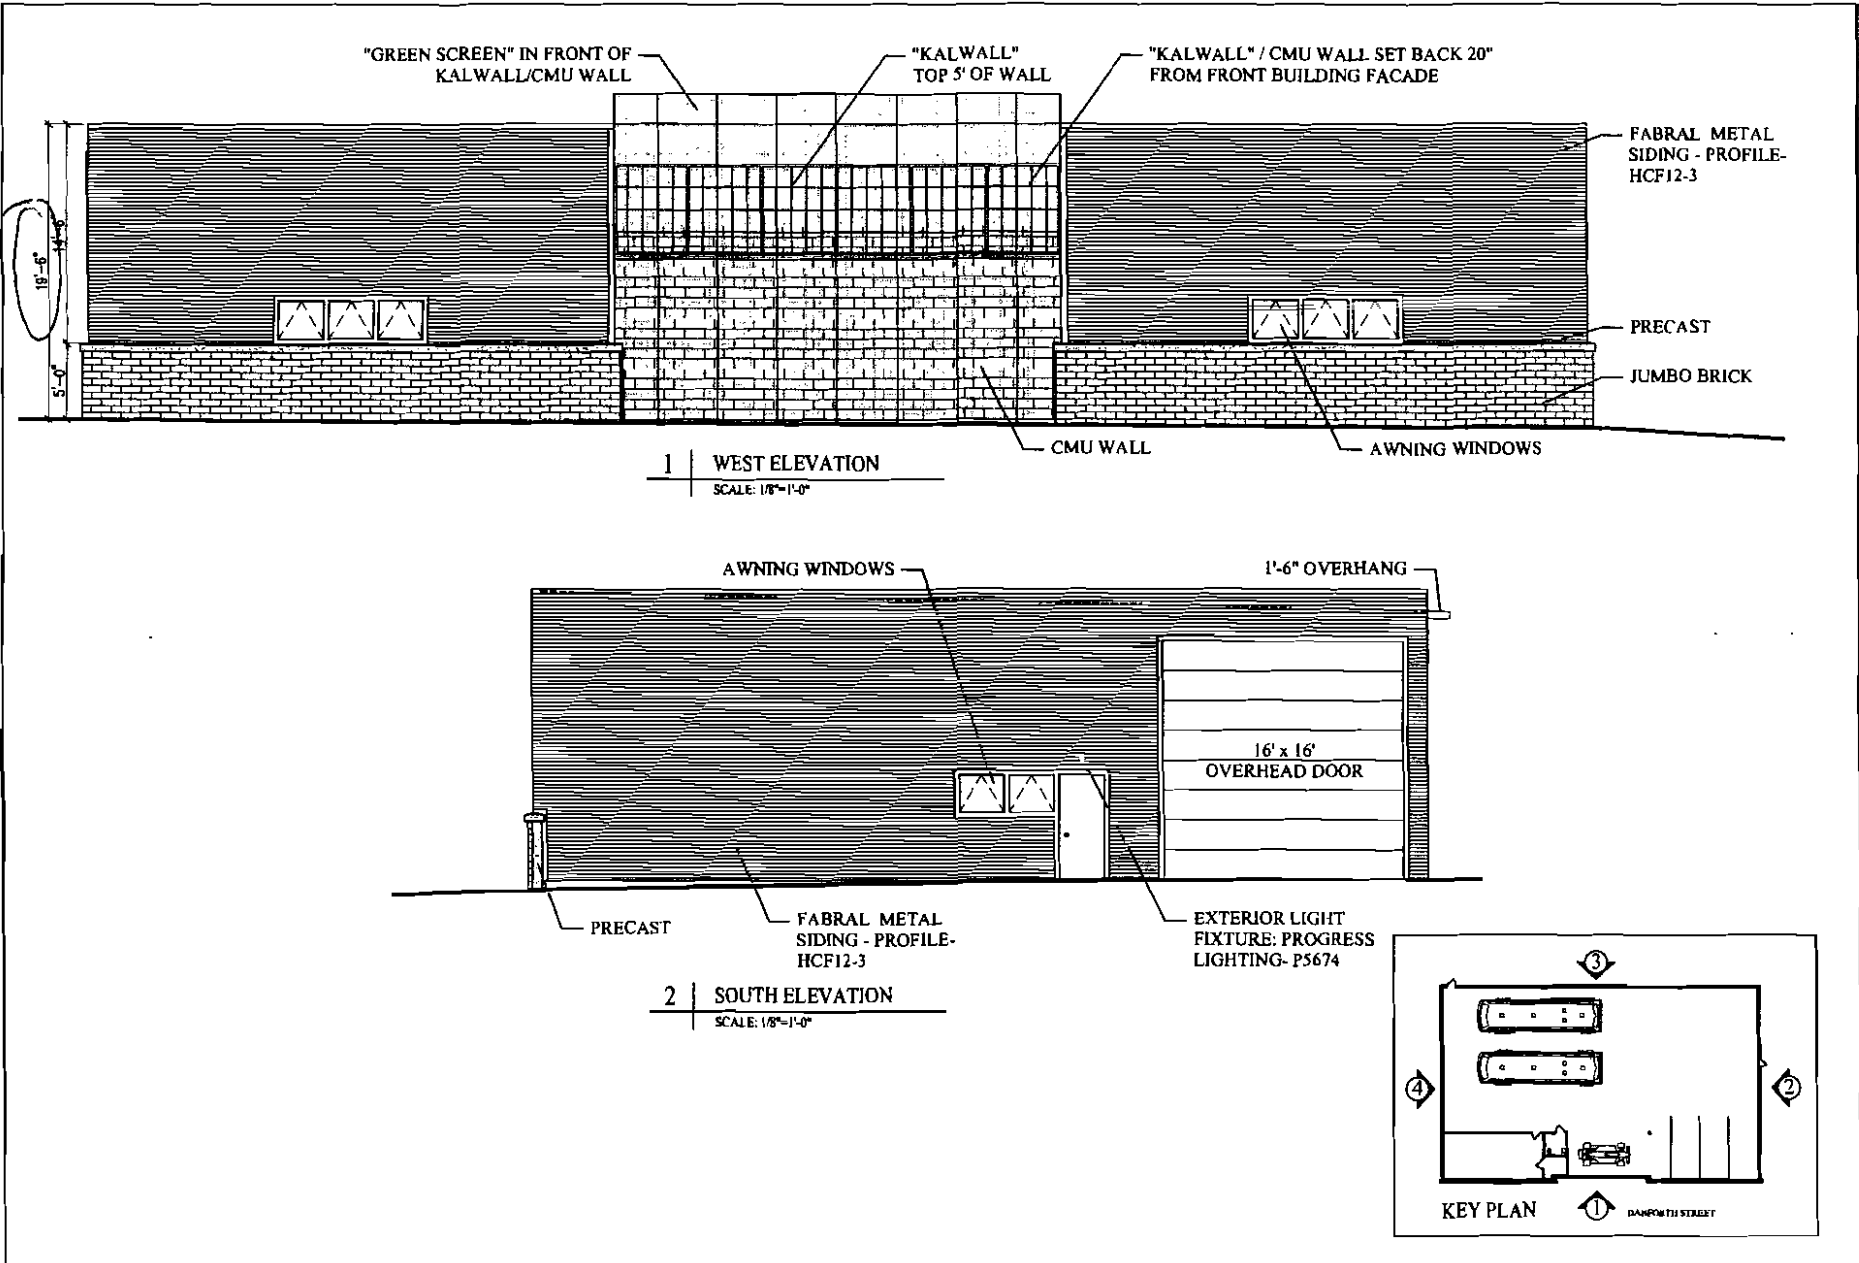 "GREEN SCREEN" IN FRONT OF
KALWALL/CMU WALL
"KALWALL"
TOP 5' OF WALL
"KALWALL" / CMU WALL SET BACK 20"
FROM FRONT BUILDING FACADE
FABRAL METAL
SIDING - PROFILE-
HCF12-3
19'-6"
14'-6"
5'-0"
PRECAST
JUMBO BRICK
CMU WALL
AWNING WINDOWS
1
WEST ELEVATION
SCALE: 1/8"=1'-0"
AWNING WINDOWS
1'-6" OVERHANG
16' x 16'
OVERHEAD DOOR
PRECAST
FABRAL METAL
SIDING - PROFILE-
HCF12-3
EXTERIOR LIGHT
FIXTURE: PROGRESS
LIGHTING- P5674
2
SOUTH ELEVATION
SCALE: 1/8"=1'-0"
3
4
2
KEY PLAN
1
DANFORTH STREET